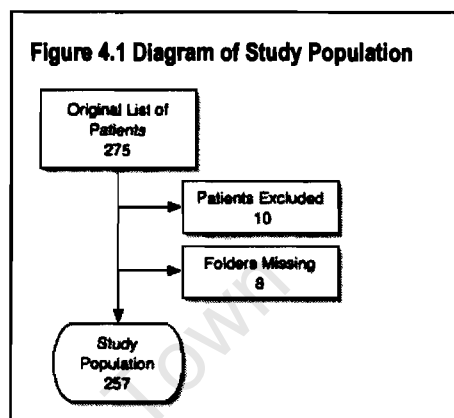 Figure 4.1 Diagram of Study Population
Original List of
Patients
275
Patients Excluded
10
Folders Missing
8
Study
Population
257
Town